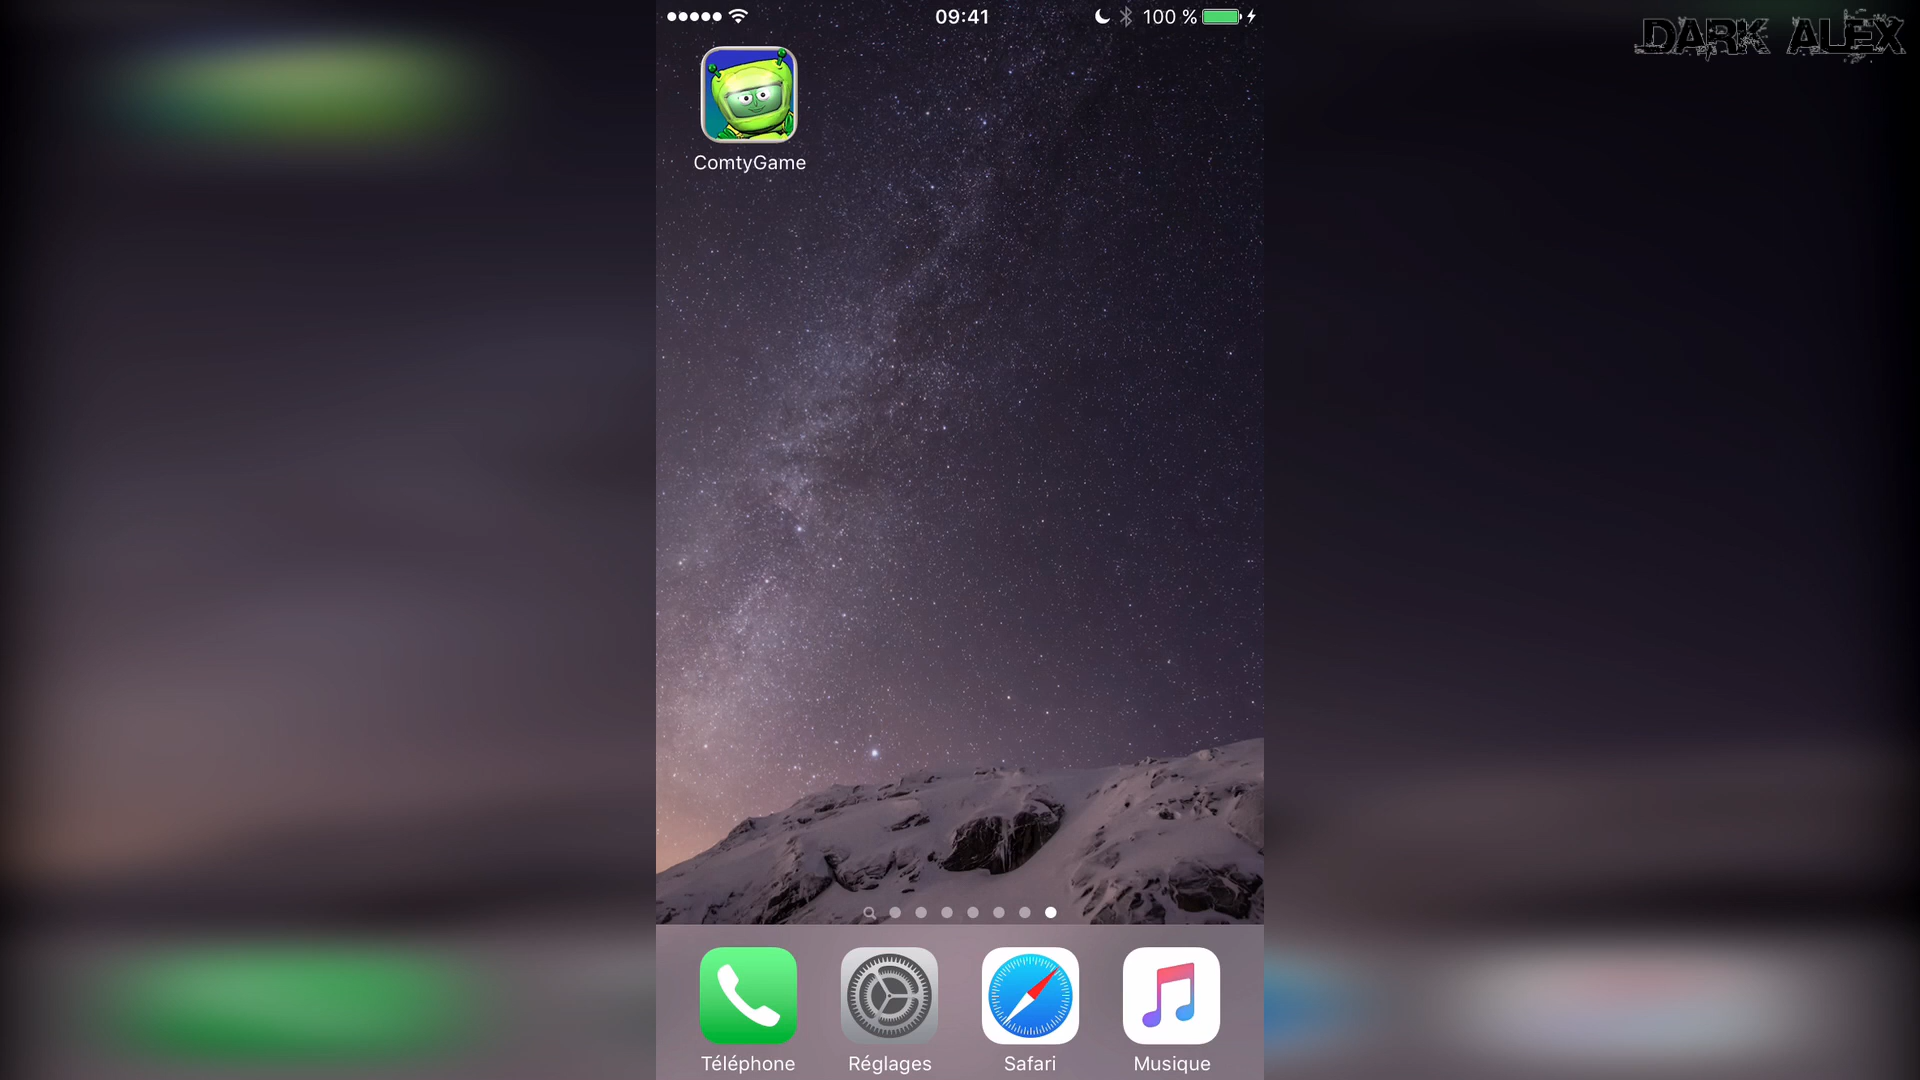 09:41
100 %
DARK ALEX
ComtyGame
Téléphone
Réglages
Safari
Musique